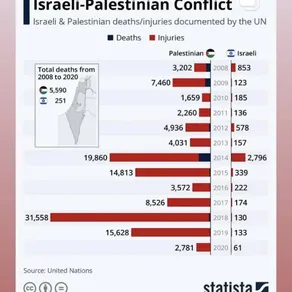 Israeli-Palestinian Conflict
Israeli & Palestinian deaths/injuries documented by the UN
Deaths Injuries
Palestinian Israeli
Total deaths from
2008 to 2020
5,590
251
3,202 2008 853
7,460 2009 123
1,659 2010 185
2,260 2011 136
4,936 2012 578
4,031 2013 157
19,860 2014 2,796
14,813 2015 339
3,572 2016 222
8,526 2017 174
31,558 2018 130
15,628 2019 133
2,781 2020 61
Source: United Nations
statista